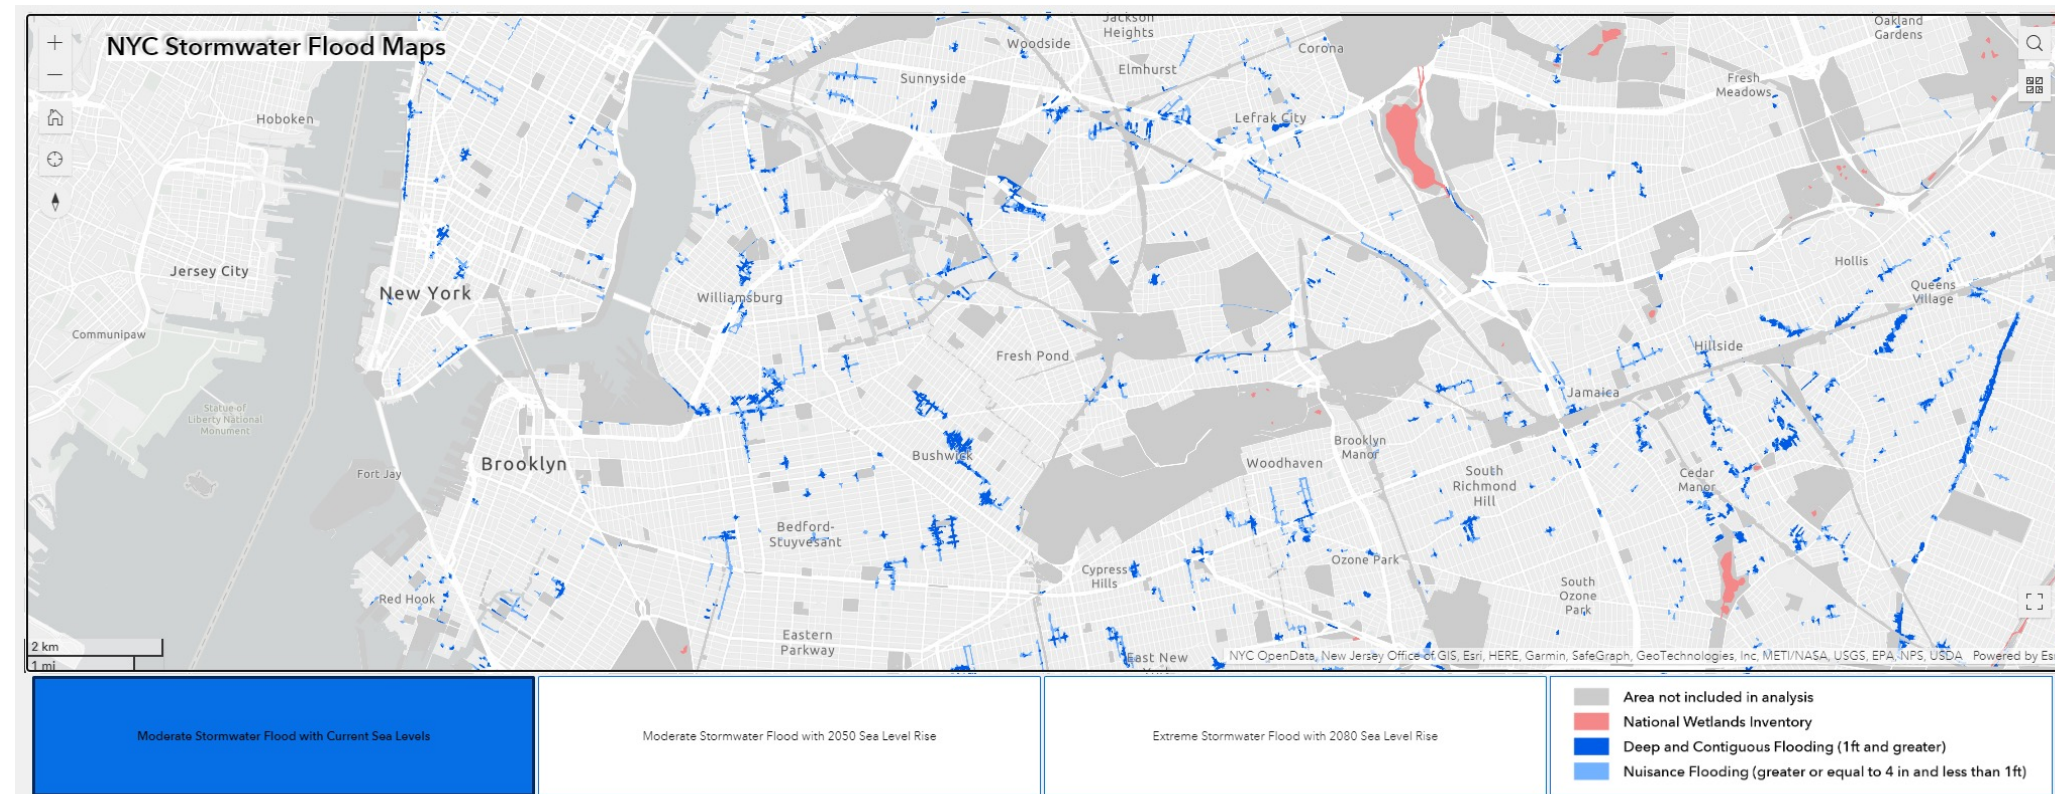 NYC Stormwater Flood Maps
Jackson
Heights
Oakland
Gardens
Woodside
Corona
Elmhurst
Sunnyside
Fresh
Meadows
Hoboken
Lefrak City
Hollis
Jersey City
Queens
Village
New York
Williamsburg
Communipaw
Fresh Pond
Hillside
Jamaica
Statue of
Liberty National
Monument
Brooklyn
Manor
Bushwick
Brooklyn
Woodhaven
Fort Jay
South
Richmond
Hill
Cedar
Manor
Bedford-
Stuyvesant
Ozone Park
Cypress
Hills
South
Ozone
Park
Red Hook
Eastern
Parkway
East New
2 km
1 mi
NYC OpenData, New Jersey Office of GIS, Esri, HERE, Garmin, SafeGraph, GeoTechnologies, Inc, METI/NASA, USGS, EPA, NPS, USDA Powered by Es
Moderate Stormwater Flood with Current Sea Levels
Moderate Stormwater Flood with 2050 Sea Level Rise
Extreme Stormwater Flood with 2080 Sea Level Rise
Area not included in analysis
National Wetlands Inventory
Deep and Contiguous Flooding (1ft and greater)
Nuisance Flooding (greater or equal to 4 in and less than 1ft)